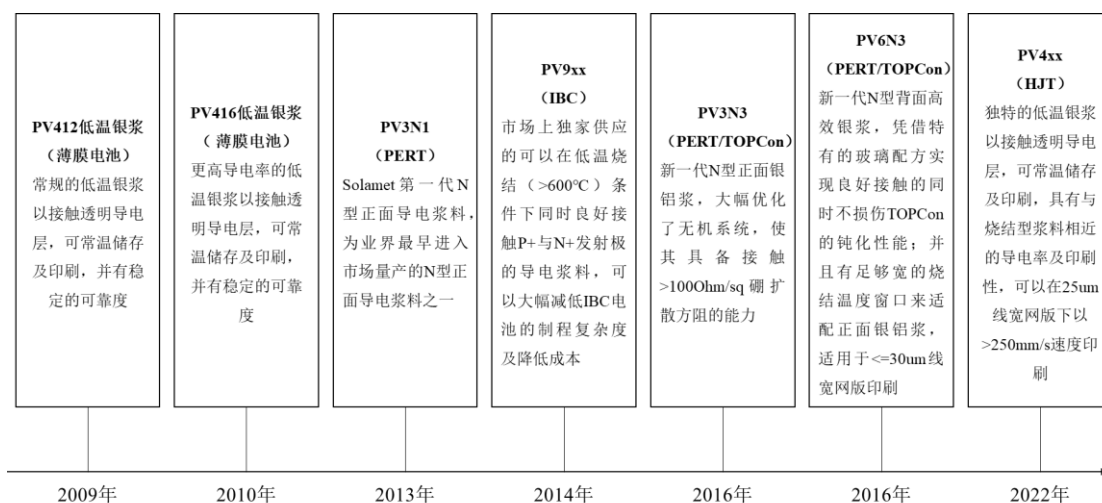 PV412低温银浆
（薄膜电池）
常规的低温银浆
以接触透明导电
层，可常温储存
及印刷，并有稳
定的可靠度
PV416低温银浆
（薄膜电池）
更高导电率的低
温银浆以接触透
明导电层，可常
温储存及印刷，
并有稳定的可靠
度
PV3N1
（PERT）
Solamet第一代N
型正面导电浆料，
为业界最早进入
市场量产的N型正
面导电浆料之一
PV9xx
（IBC）
市场上独家供应
的可以在低温烧
结（>600℃）条
件下同时良好接
触P+与N+发射极
的导电浆料，可
以大幅减低IBC电
池的制程复杂度
及降低成本
PV3N3
（PERT/TOPCon）
新一代N型正面银
铝浆，大幅优化
了无机系统，使
其具备接触
>100Ohm/sq硼扩
散方阻的能力
PV6N3
（PERT/TOPCon）
新一代N型背面高
效银浆，凭借特
有的玻璃配方实
现良好接触的同
时不损伤TOPCon
的钝化性能；并
且有足够宽的烧
结温度窗口来适
配正面银铝浆，
适用于<=30um线
宽网版印刷
PV4xx
（HJT）
独特的低温银浆
以接触透明导电
层，可常温储存
及印刷，具有与
烧结型浆料相近
的导电率及印刷
性，可以在25um
线宽网版下以
>250mm/s速度印
刷
2009年
2010年
2013年
2014年
2016年
2016年
2022年